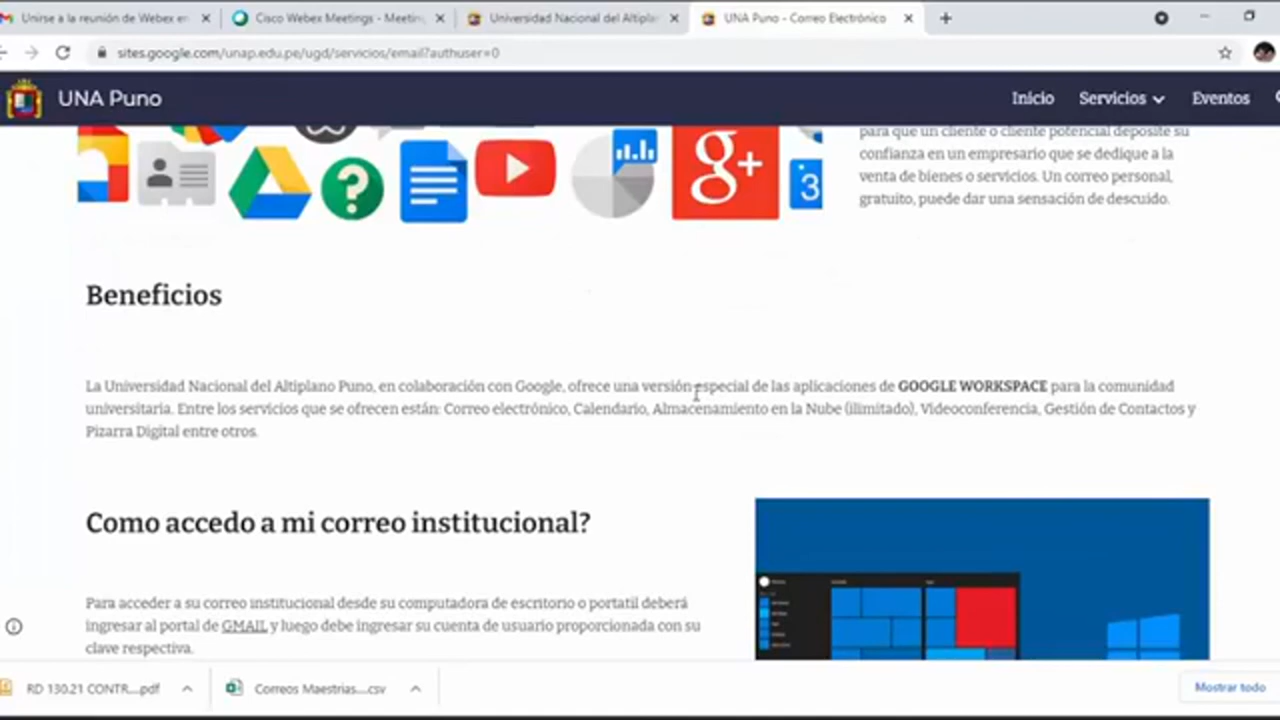 Unirse a la reunión de Webex en
Cisco Webex Meetings - Meeting
Universidad Nacional del Altiplan
UNA Puno - Correo Electrónico
sites.google.com/unap.edu.pe/ugd/servicios/email?authuser=0
UNA Puno
Inicio
Servicios
Eventos
g+
3
para que un cliente o cliente potencial deposite su
confianza en un empresario que se dedique a la
venta de bienes o servicios. Un correo personal,
gratuito, puede dar una sensación de descuido.
Beneficios
La Universidad Nacional del Altiplano Puno, en colaboración con Google, ofrece una versión especial de las aplicaciones de GOOGLE WORKSPACE para la comunidad
universitaria. Entre los servicios que se ofrecen están: Correo electrónico, Calendario, Almacenamiento en la Nube (ilimitado), Videoconferencia, Gestión de Contactos y
Pizarra Digital entre otros.
Como accedo a mi correo institucional?
Para acceder a su correo institucional desde su computadora de escritorio o portatil deberá
ingresar al portal de GMAIL y luego debe ingresar su cuenta de usuario proporcionada con su
clave respectiva.
RD 130.21 CONTR....pdf
Correos Maestrias....csv
Mostrar todo